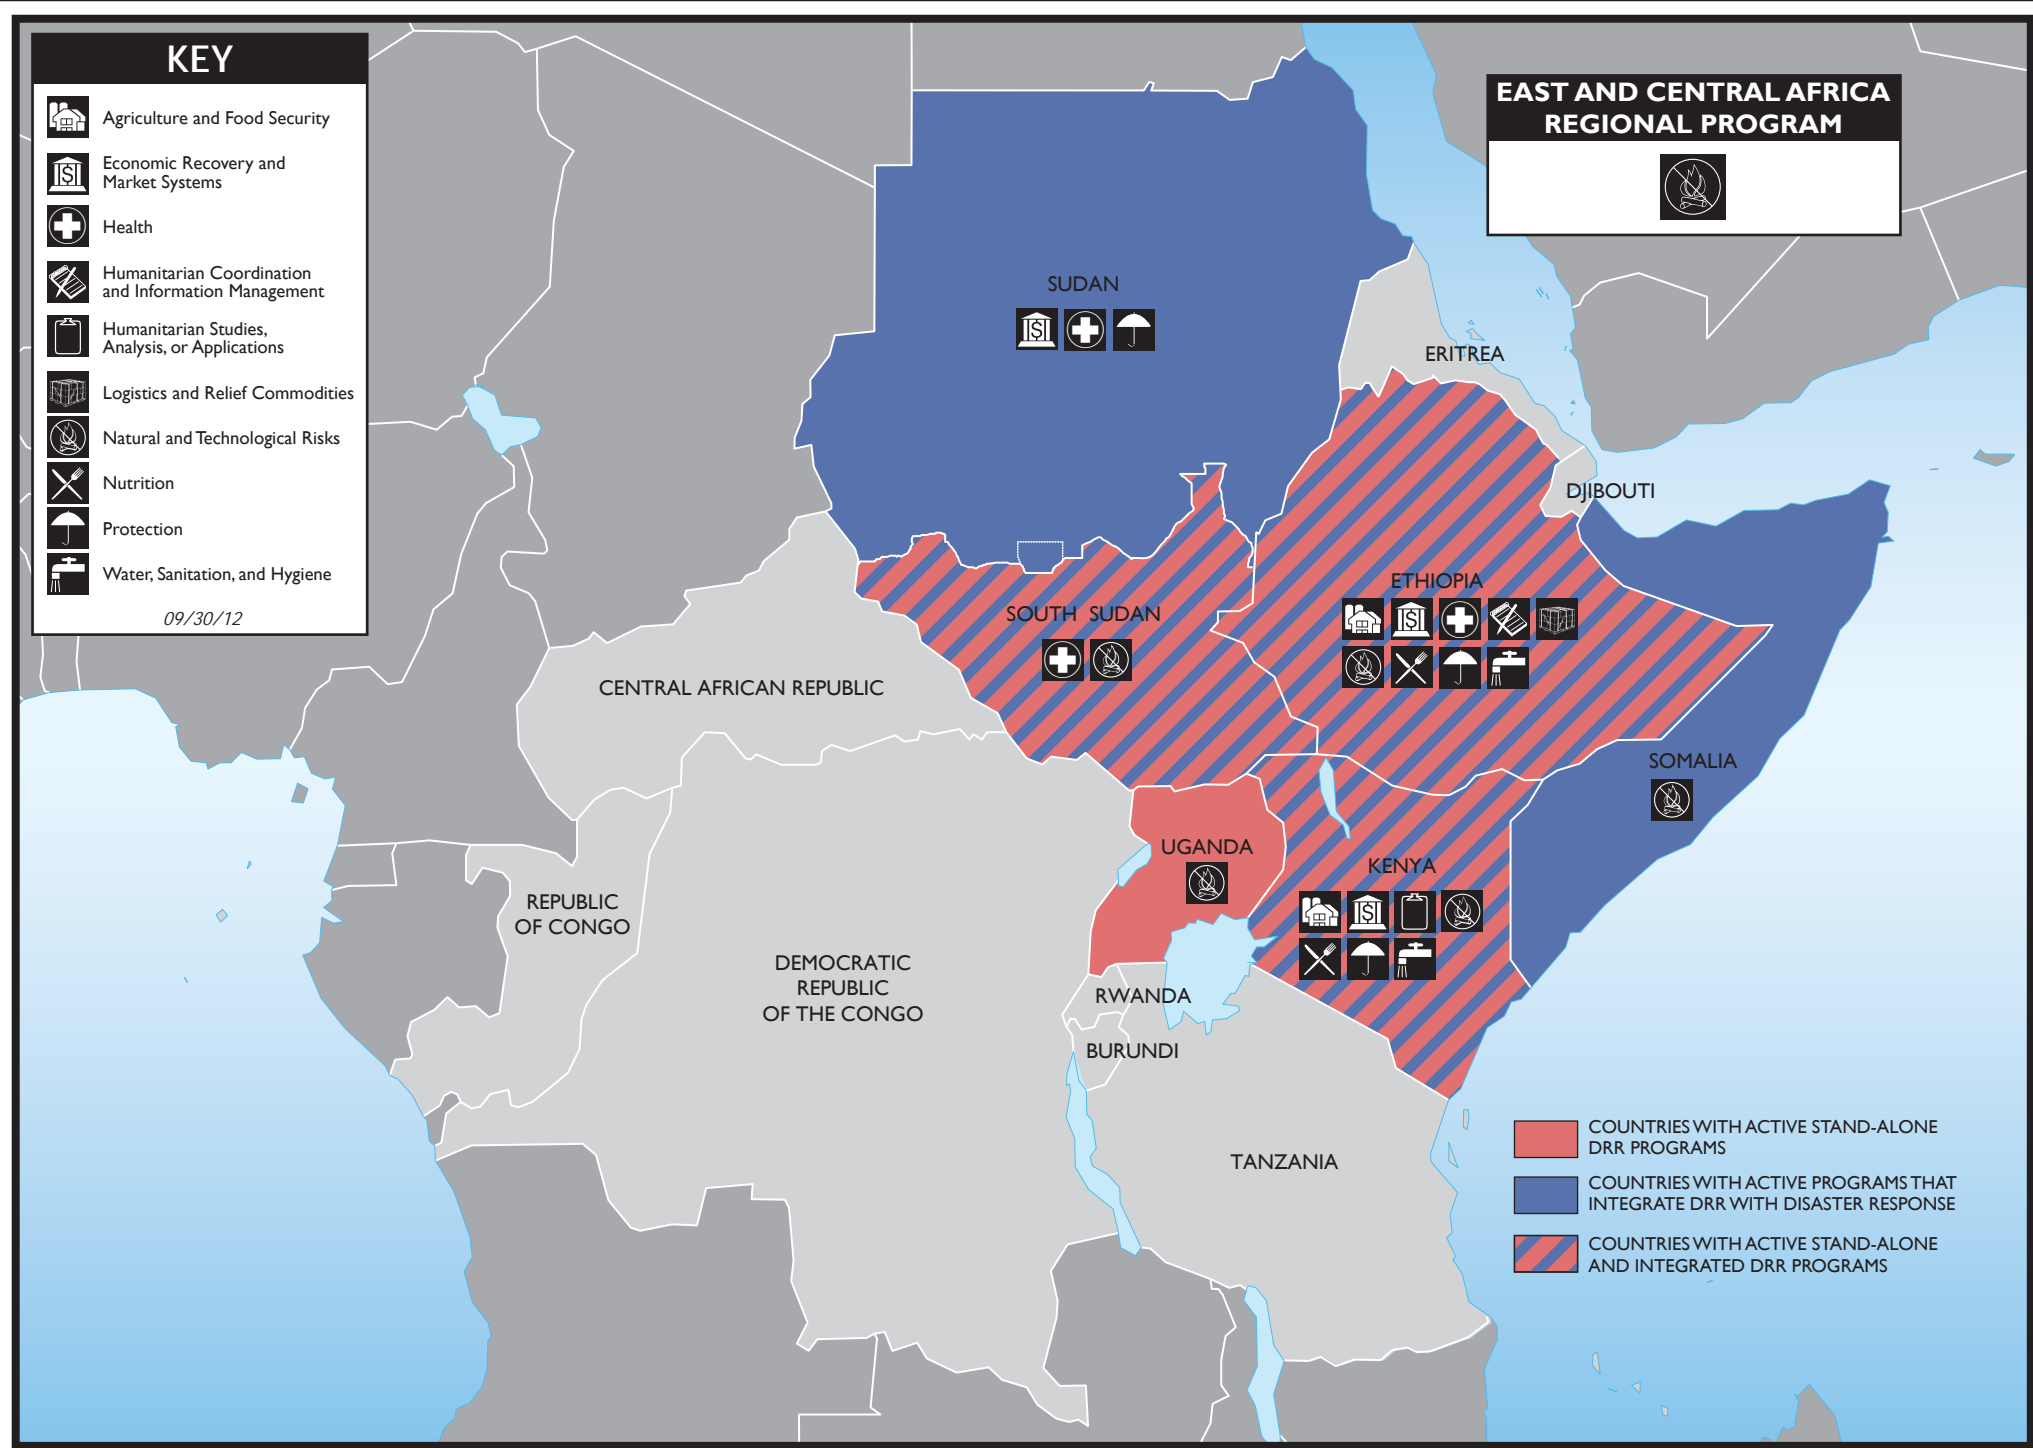 KEY
Agriculture and Food Security
Economic Recovery and
Market Systems
Health
Humanitarian Coordination
and Information Management
Humanitarian Studies,
Analysis, or Applications
Logistics and Relief Commodities
Natural and Technological Risks
Nutrition
Protection
Water, Sanitation, and Hygiene
09/30/12
EAST AND CENTRAL AFRICA
REGIONAL PROGRAM
SUDAN
ERITREA
DJIBOUTI
ETHIOPIA
SOUTH SUDAN
CENTRAL AFRICAN REPUBLIC
SOMALIA
UGANDA
KENYA
REPUBLIC
OF CONGO
DEMOCRATIC
REPUBLIC
OF THE CONGO
RWANDA
BURUNDI
TANZANIA
COUNTRIES WITH ACTIVE STAND-ALONE
DRR PROGRAMS
COUNTRIES WITH ACTIVE PROGRAMS THAT
INTEGRATE DRR WITH DISASTER RESPONSE
COUNTRIES WITH ACTIVE STAND-ALONE
AND INTEGRATED DRR PROGRAMS